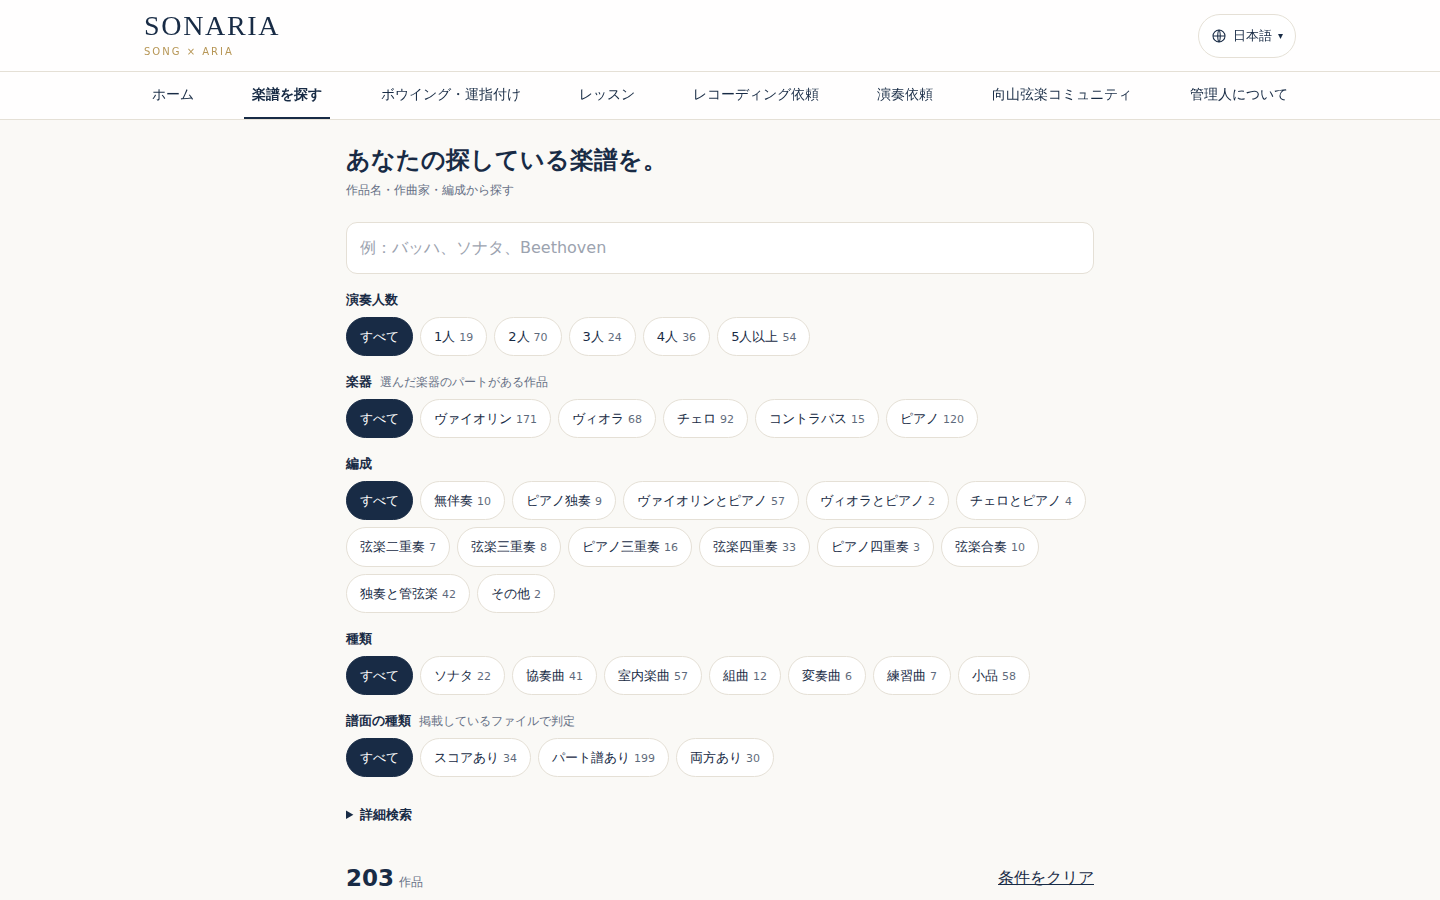 SONARIA
SONG × ARIA
日本語 ▾
ホーム 楽譜を探す ボウイング・運指付け レッスン レコーディング依頼 演奏依頼 向山弦楽コミュニティ 管理人について
あなたの探している楽譜を。
作品名・作曲家・編成から探す
例：バッハ、ソナタ、Beethoven
演奏人数
すべて 1人 19 2人 70 3人 24 4人 36 5人以上 54
楽器 選んだ楽器のパートがある作品
すべて ヴァイオリン 171 ヴィオラ 68 チェロ 92 コントラバス 15 ピアノ 120
編成
すべて 無伴奏 10 ピアノ独奏 9 ヴァイオリンとピアノ 57 ヴィオラとピアノ 2 チェロとピアノ 4
弦楽二重奏 7 弦楽三重奏 8 ピアノ三重奏 16 弦楽四重奏 33 ピアノ四重奏 3 弦楽合奏 10
独奏と管弦楽 42 その他 2
種類
すべて ソナタ 22 協奏曲 41 室内楽曲 57 組曲 12 変奏曲 6 練習曲 7 小品 58
譜面の種類 掲載しているファイルで判定
すべて スコアあり 34 パート譜あり 199 両方あり 30
▶ 詳細検索
203 作品 条件をクリア